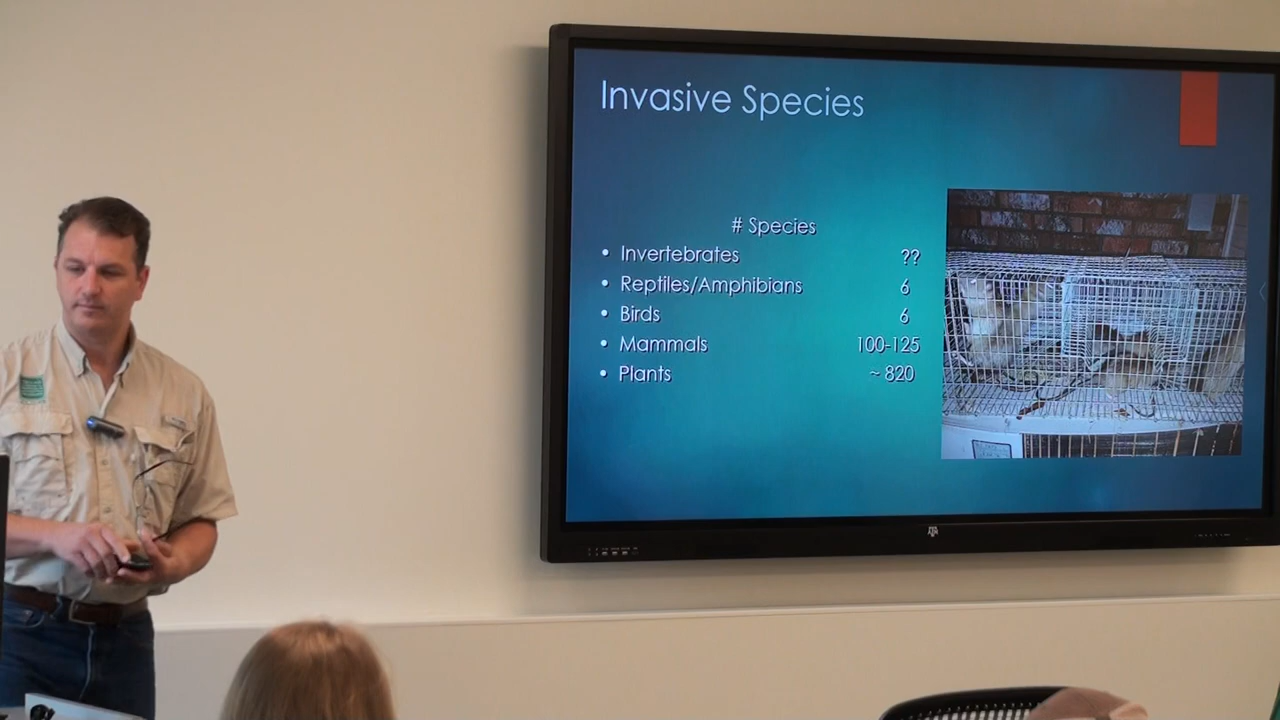 Invasive Species
# Species
• Invertebrates ??
• Reptiles/Amphibians 6
• Birds 6
• Mammals 100-125
• Plants ~ 820